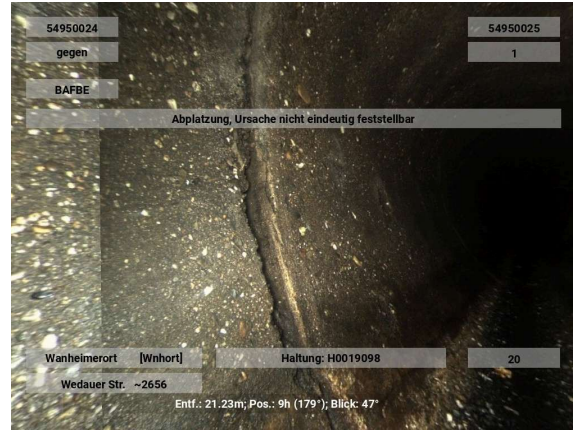 54950024 54950025
gegen 1
BAFBE
Abplatzung, Ursache nicht eindeutig feststellbar
Wanheimerort [Wnhort] Haltung: H0019098 20
Wedauer Str. ~2656
Entf.: 21.23m; Pos.: 9h (179°); Blick: 47°